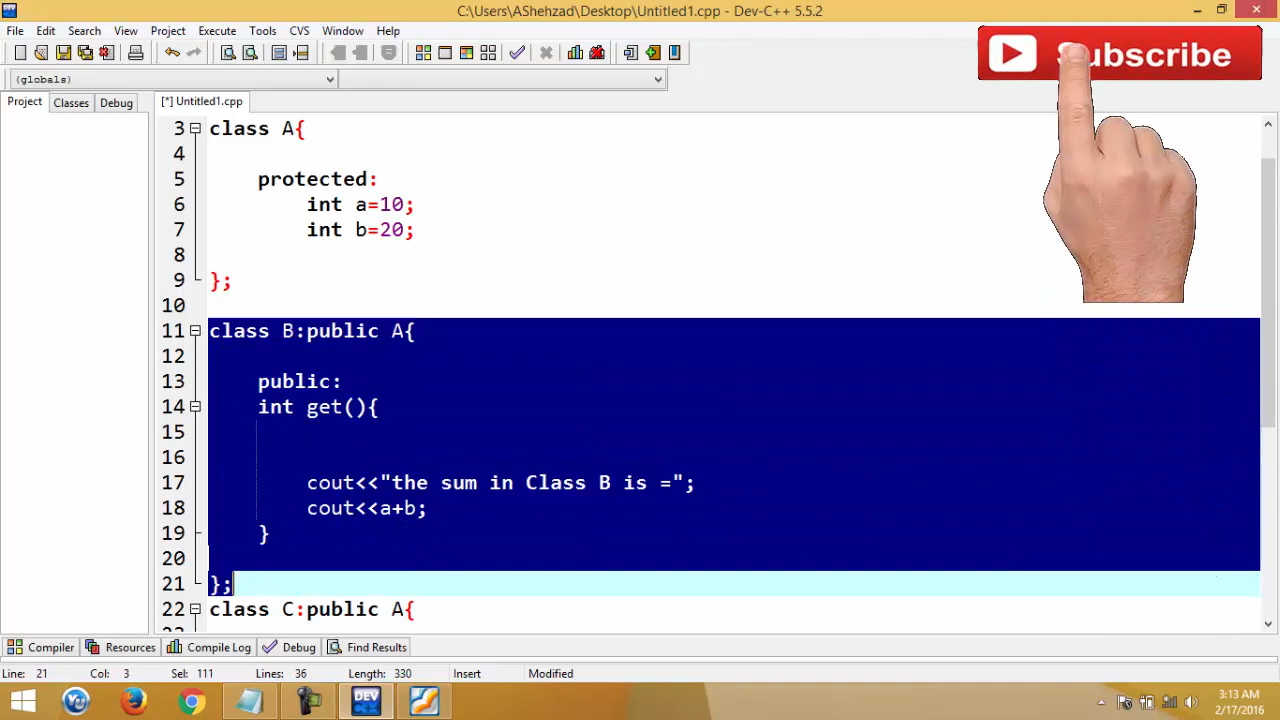 C:\Users\AShehzad\Desktop\Untitled1.cpp - Dev-C++ 5.5.2
File Edit Search View Project Execute Tools CVS Window Help
Subscribe
(globals)
Project Classes Debug [*] Untitled1.cpp
3 class A{
4
5 protected:
6 int a=10;
7 int b=20;
8
9 };
10
11 class B:public A{
12
13 public:
14 int get(){
15
16
17 cout<<"the sum in Class B is =";
18 cout<<a+b;
19 }
20
21 };
22 class C:public A{
Compiler Resources Compile Log Debug Find Results
Line: 21 Col: 3 Sel: 111 Lines: 36 Length: 330 Insert Modified
DEV
3:13 AM
2/17/2016